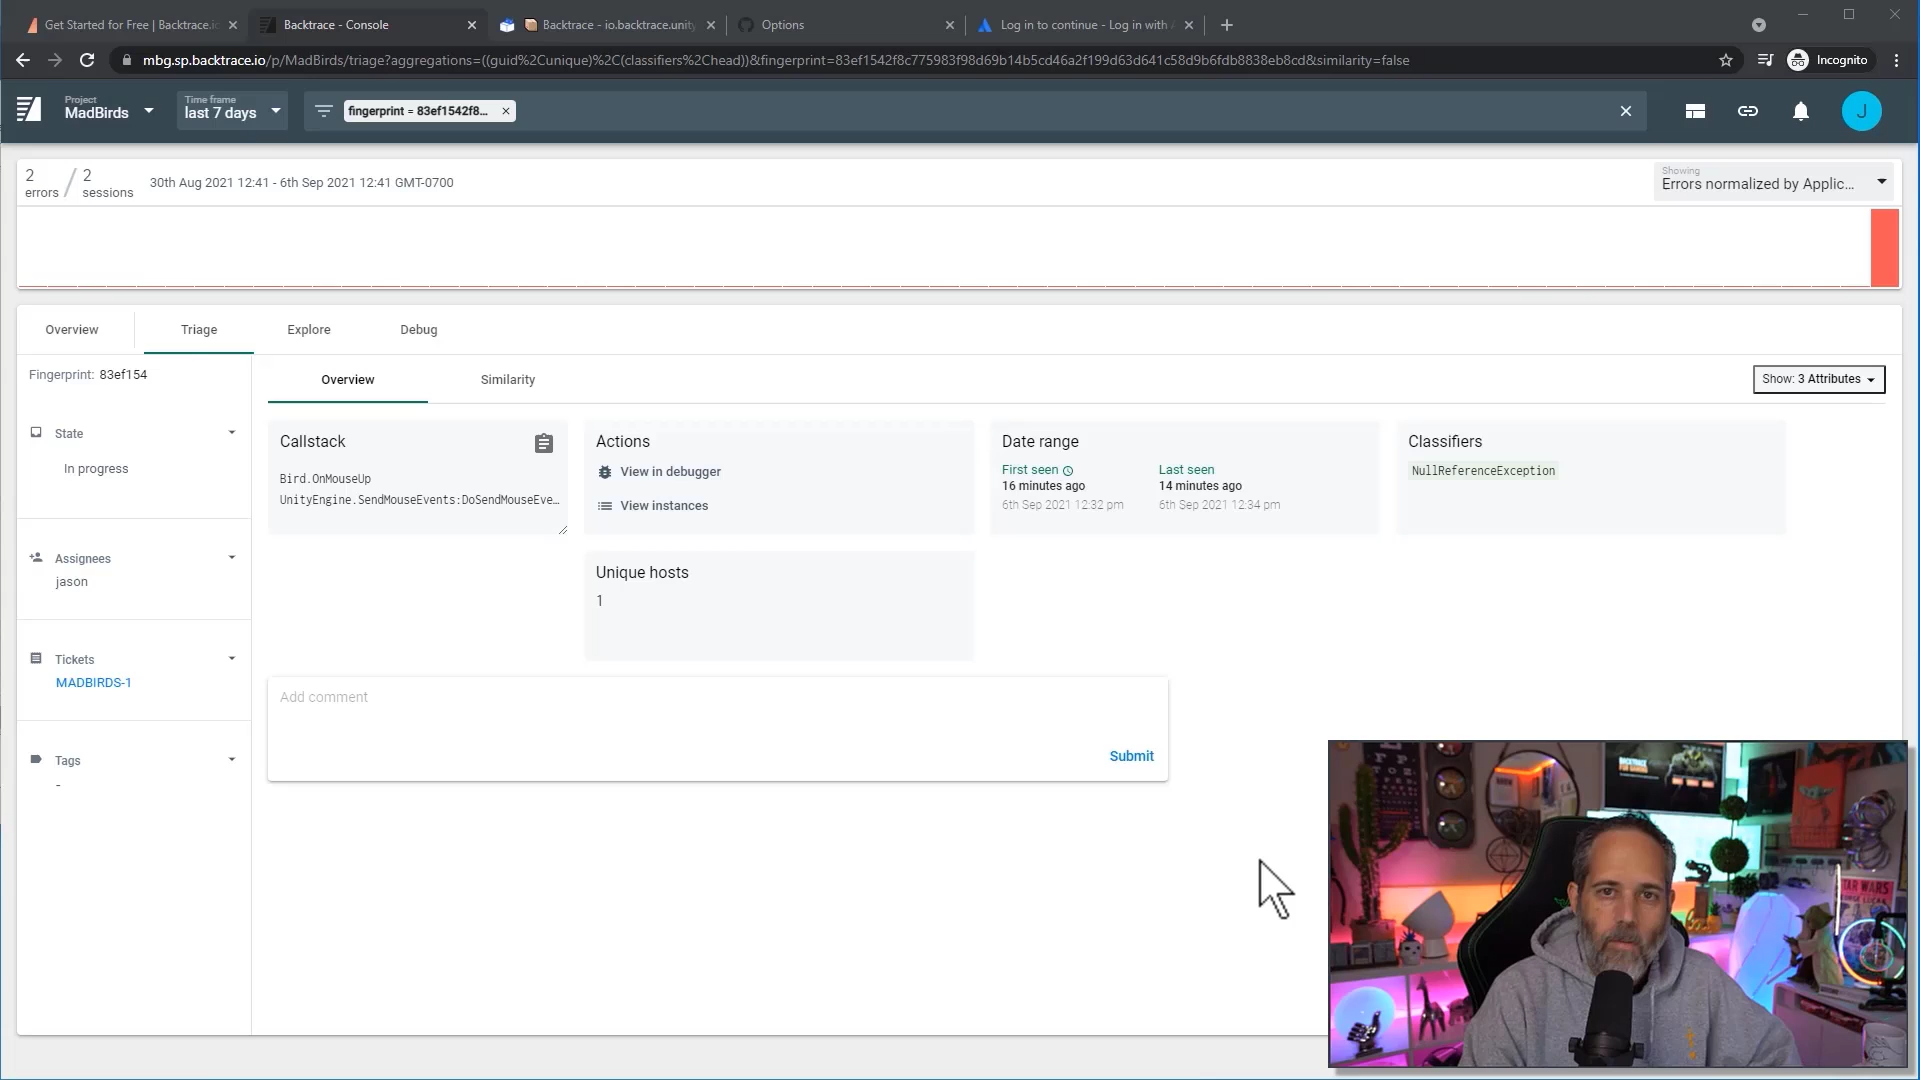 Get Started for Free | Backtrace.io
Backtrace - Console
Backtrace - io.backtrace.unity
Options
Log in to continue - Log in with
mbg.sp.backtrace.io/p/MadBirds/triage?aggregations=((guid%2Cunique)%2C(classifiers%2Chead))&fingerprint=83ef1542f8c775983f98d69b14b5cd46a2f199d63d641c58d9b6fdb8838eb8cd&similarity=false
Incognito
Project
MadBirds
Time frame
last 7 days
fingerprint = 83ef1542f8...
J
2
errors
2
sessions
30th Aug 2021 12:41 - 6th Sep 2021 12:41 GMT-0700
Showing
Errors normalized by Applic...
Overview
Triage
Explore
Debug
Fingerprint: 83ef154
Overview
Similarity
Show: 3 Attributes
State
In progress
Assignees
jason
Tickets
MADBIRDS-1
Tags
-
Callstack
Bird.OnMouseUp
UnityEngine.SendMouseEvents:DoSendMouseEve...
Actions
View in debugger
View instances
Date range
First seen
16 minutes ago
6th Sep 2021 12:32 pm
Last seen
14 minutes ago
6th Sep 2021 12:34 pm
Classifiers
NullReferenceException
Unique hosts
1
Add comment
Submit
BACKTRACE
STAR WARS
GEORGE LUCAS